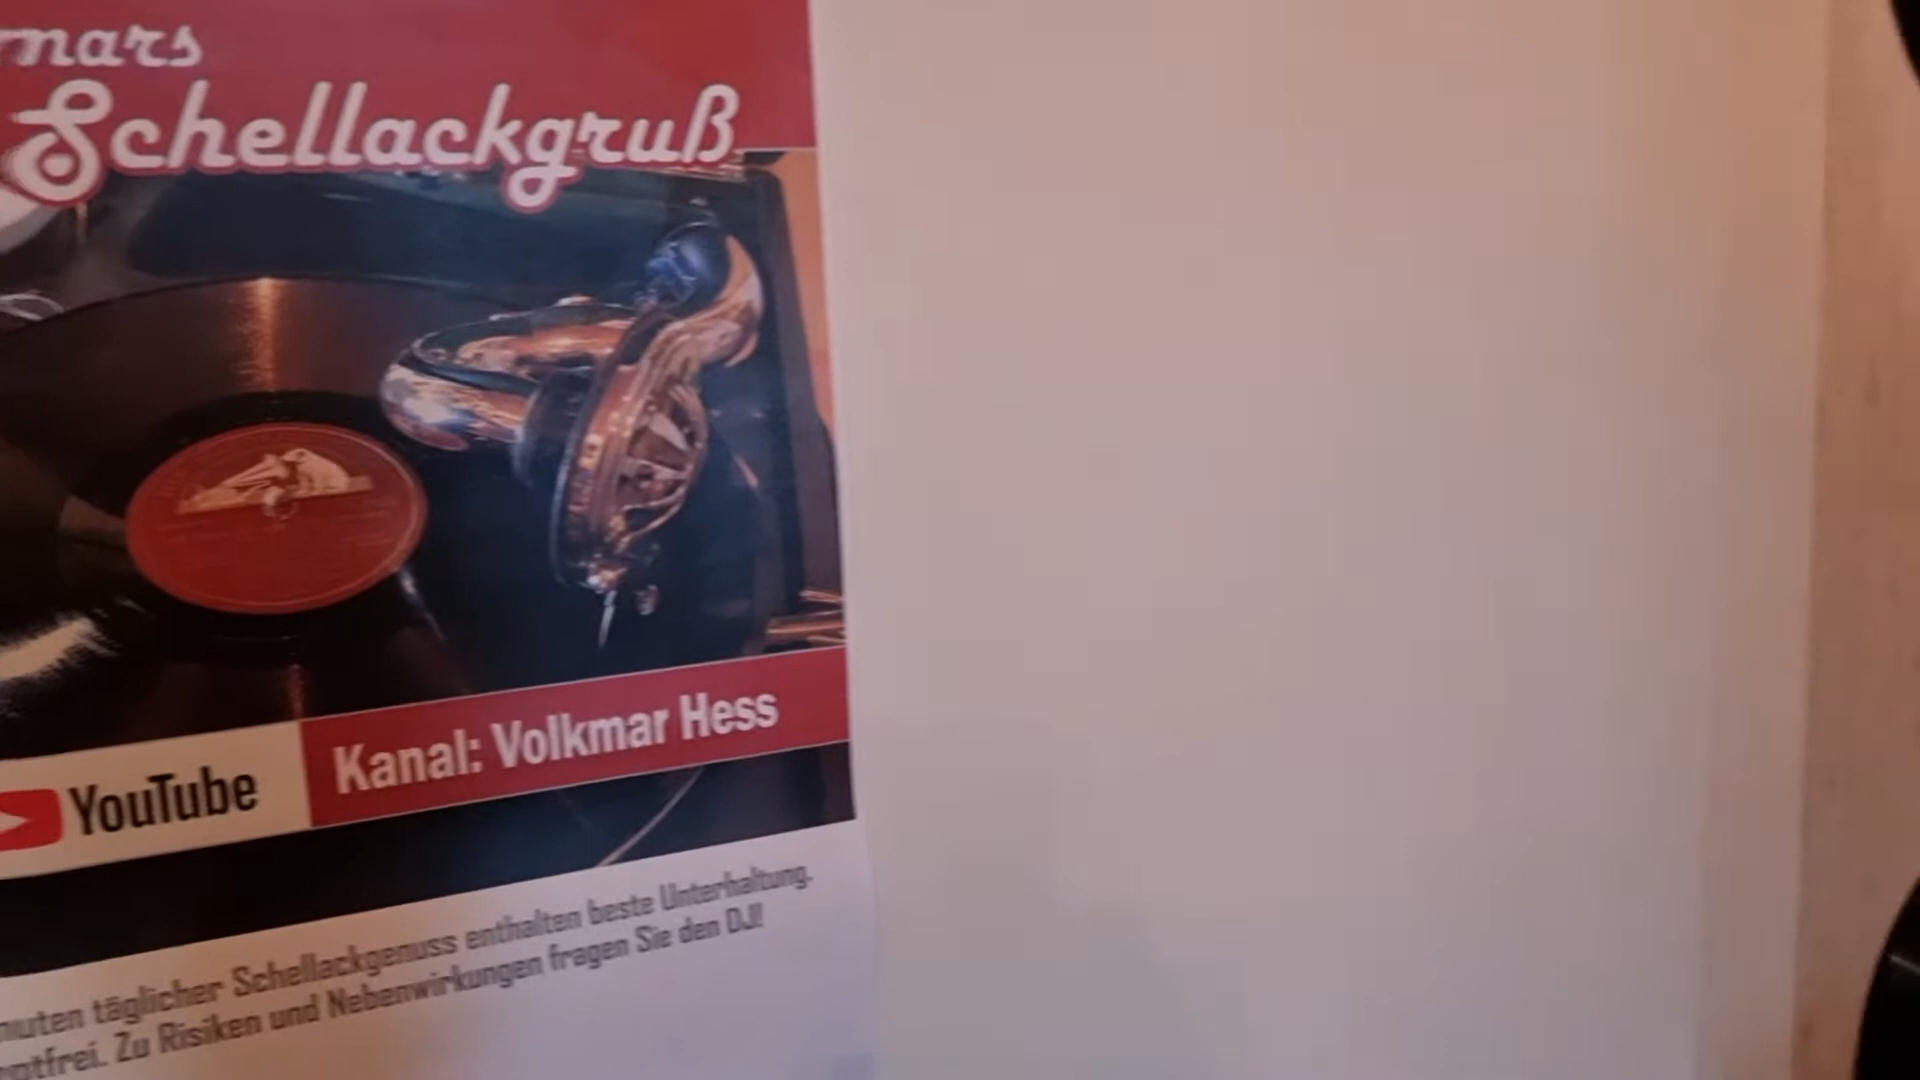 mars
Schellackgruß
YouTube Kanal: Volkmar Hess
täglicher Schellackgenuss enthalten beste Unterhaltung.
Zu Risiken und Nebenwirkungen fragen Sie den DJ!